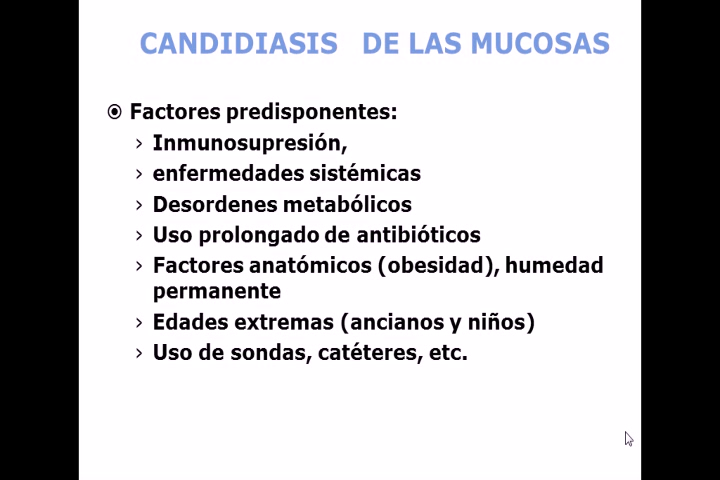 CANDIDIASIS DE LAS MUCOSAS
Factores predisponentes:
Inmunosupresión,
enfermedades sistémicas
Desordenes metabólicos
Uso prolongado de antibióticos
Factores anatómicos (obesidad), humedad
permanente
Edades extremas (ancianos y niños)
Uso de sondas, catéteres, etc.